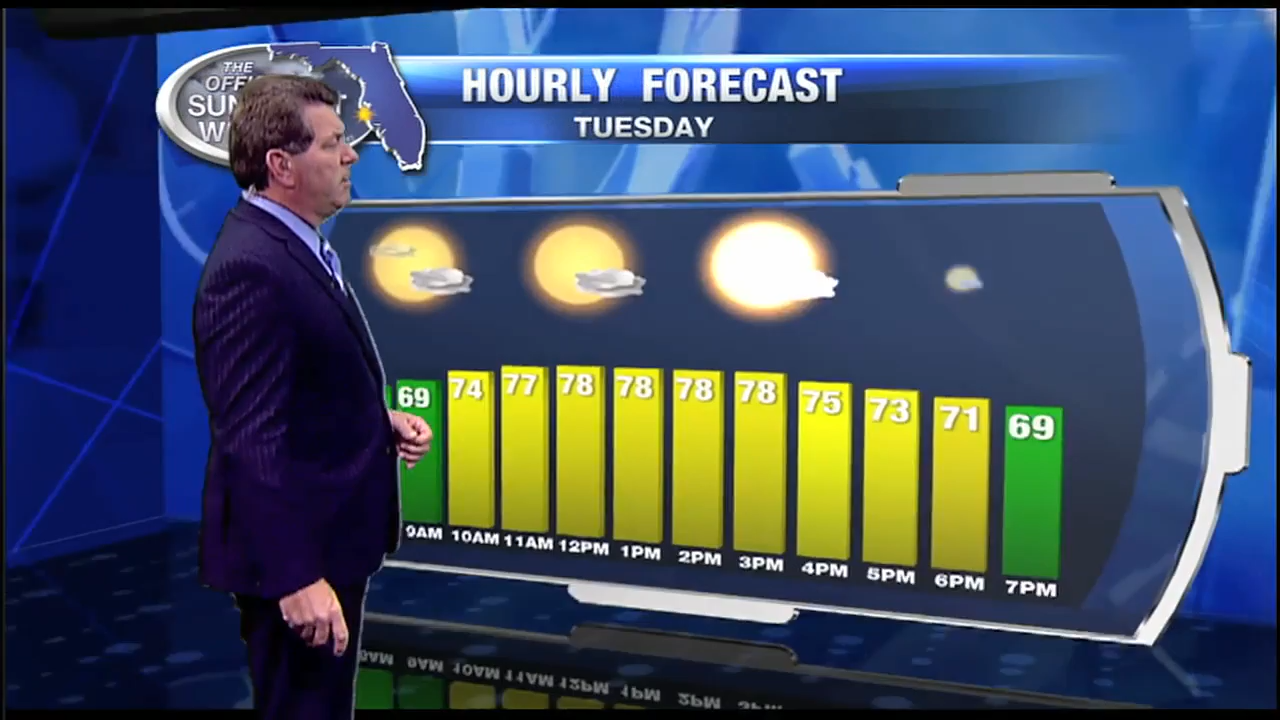 THE
HOURLY FORECAST
TUESDAY
69 74 77 78 78 78 78 75 73 71 69
9AM 10AM 11AM 12PM 1PM 2PM 3PM 4PM 5PM 6PM 7PM